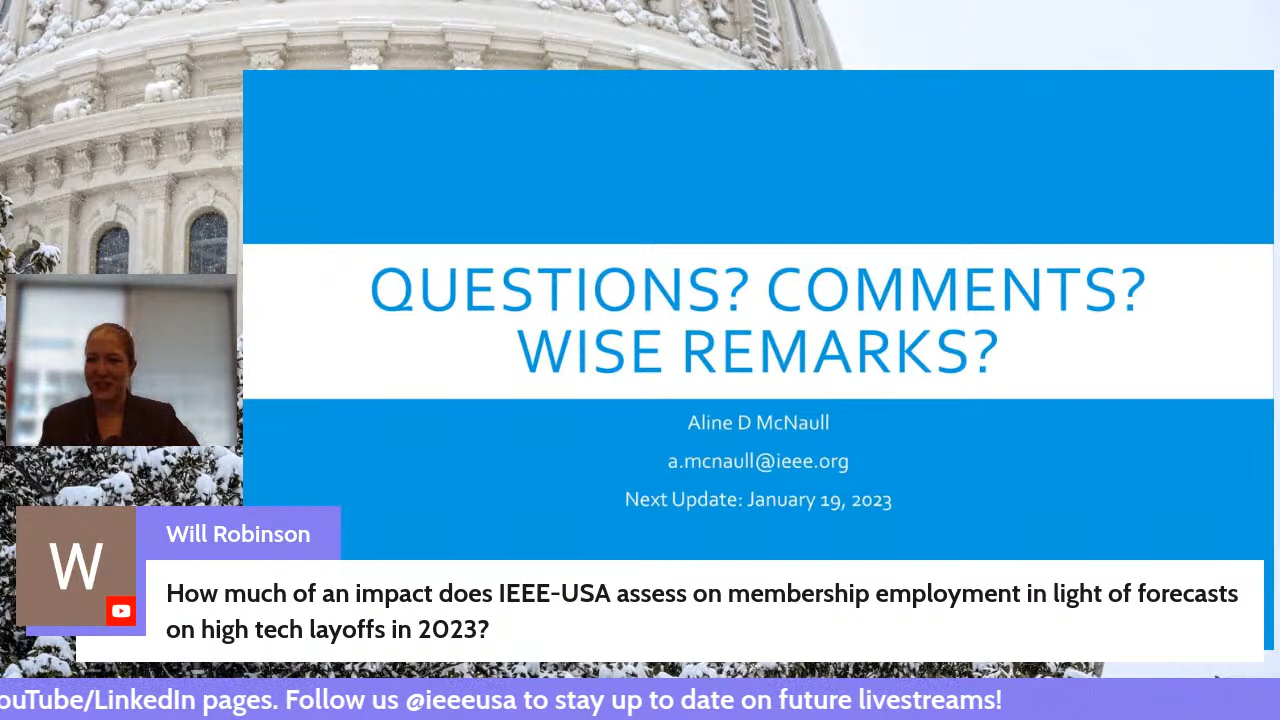 QUESTIONS? COMMENTS?
WISE REMARKS?
Aline D McNaull
a.mcnaull@ieee.org
Next Update: January 19, 2023
W
Will Robinson
How much of an impact does IEEE-USA assess on membership employment in light of forecasts
on high tech layoffs in 2023?
ouTube/LinkedIn pages. Follow us @ieeeusa to stay up to date on future livestreams!